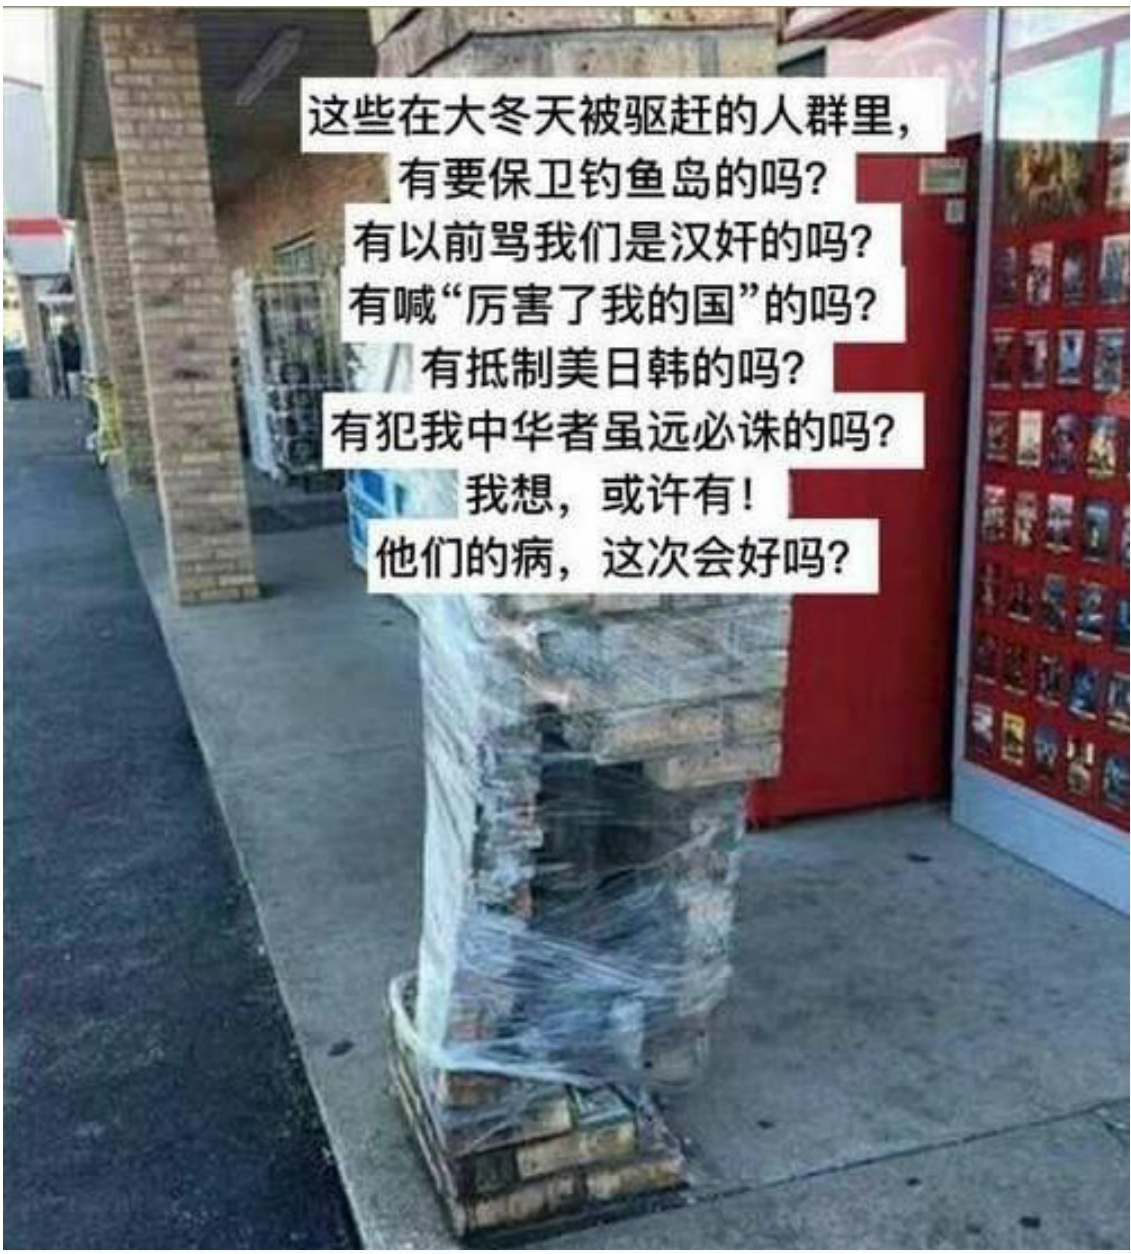 这些在大冬天被驱赶的人群里，
有要保卫钓鱼岛的吗？
有以前骂我们是汉奸的吗？
有喊“厉害了我的国”的吗？
有抵制美日韩的吗？
有犯我中华者虽远必诛的吗？
我想，或许有！
他们的病，这次会好吗？